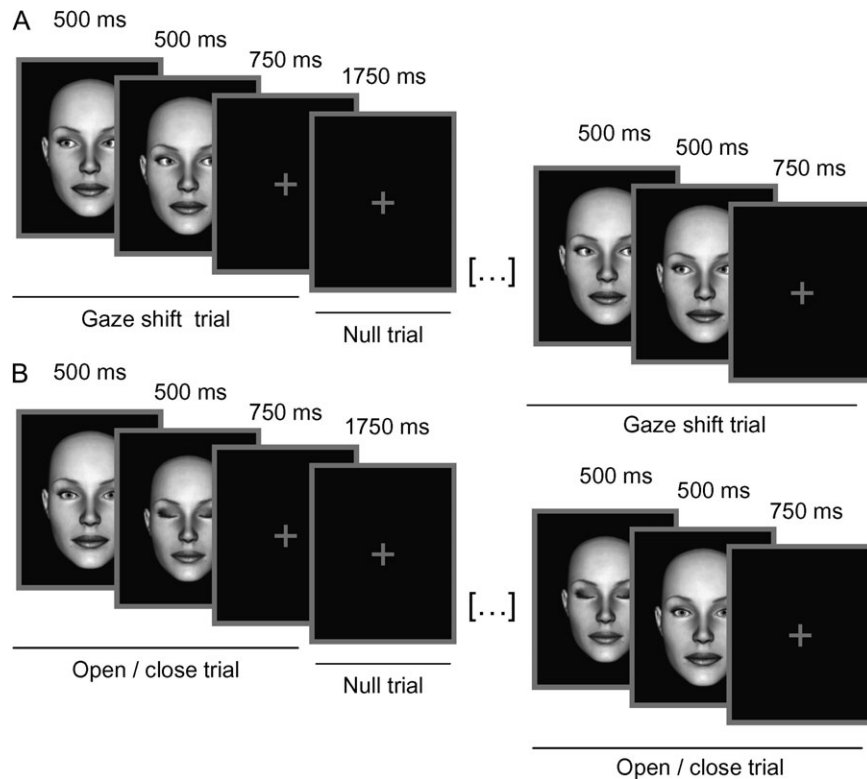 A
500 ms
500 ms
750 ms
1750 ms
Gaze shift trial
Null trial
[...]
500 ms
500 ms
750 ms
Gaze shift trial
B
500 ms
500 ms
750 ms
1750 ms
Open / close trial
Null trial
[...]
500 ms
500 ms
750 ms
Open / close trial